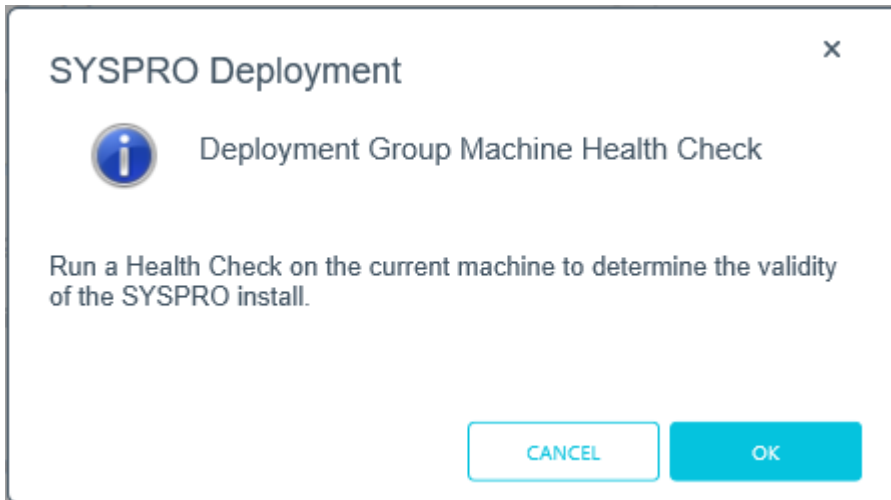 SYSPRO Deployment
Deployment Group Machine Health Check
Run a Health Check on the current machine to determine the validity
of the SYSPRO install.
CANCEL
OK